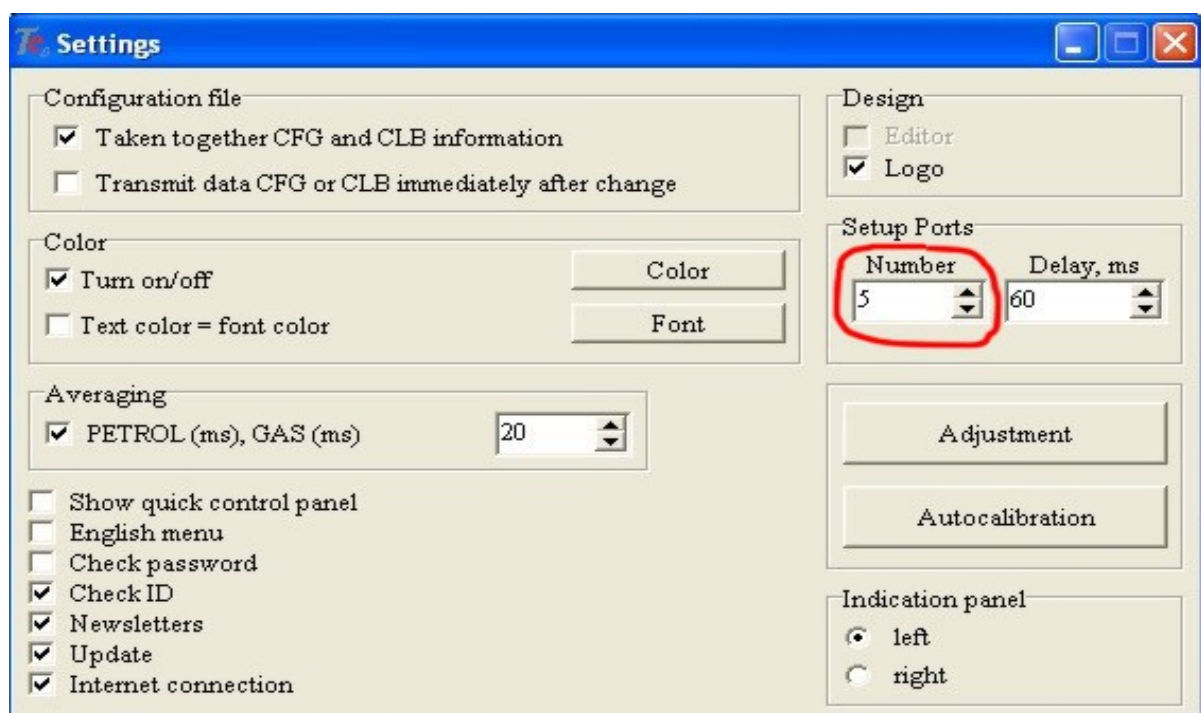 Te s Settings
Configuration file
Taken together CFG and CLB information
Transmit data CFG or CLB immediately after change
Color
Turn on/off
Color
Text color = font color
Font
Averaging
PETROL (ms), GAS (ms)
20
Show quick control panel
English menu
Check password
Check ID
Newsletters
Update
Internet connection
Design
Editor
Logo
Setup Ports
Number Delay, ms
5 60
Adjustment
Autocalibration
Indication panel
left
right